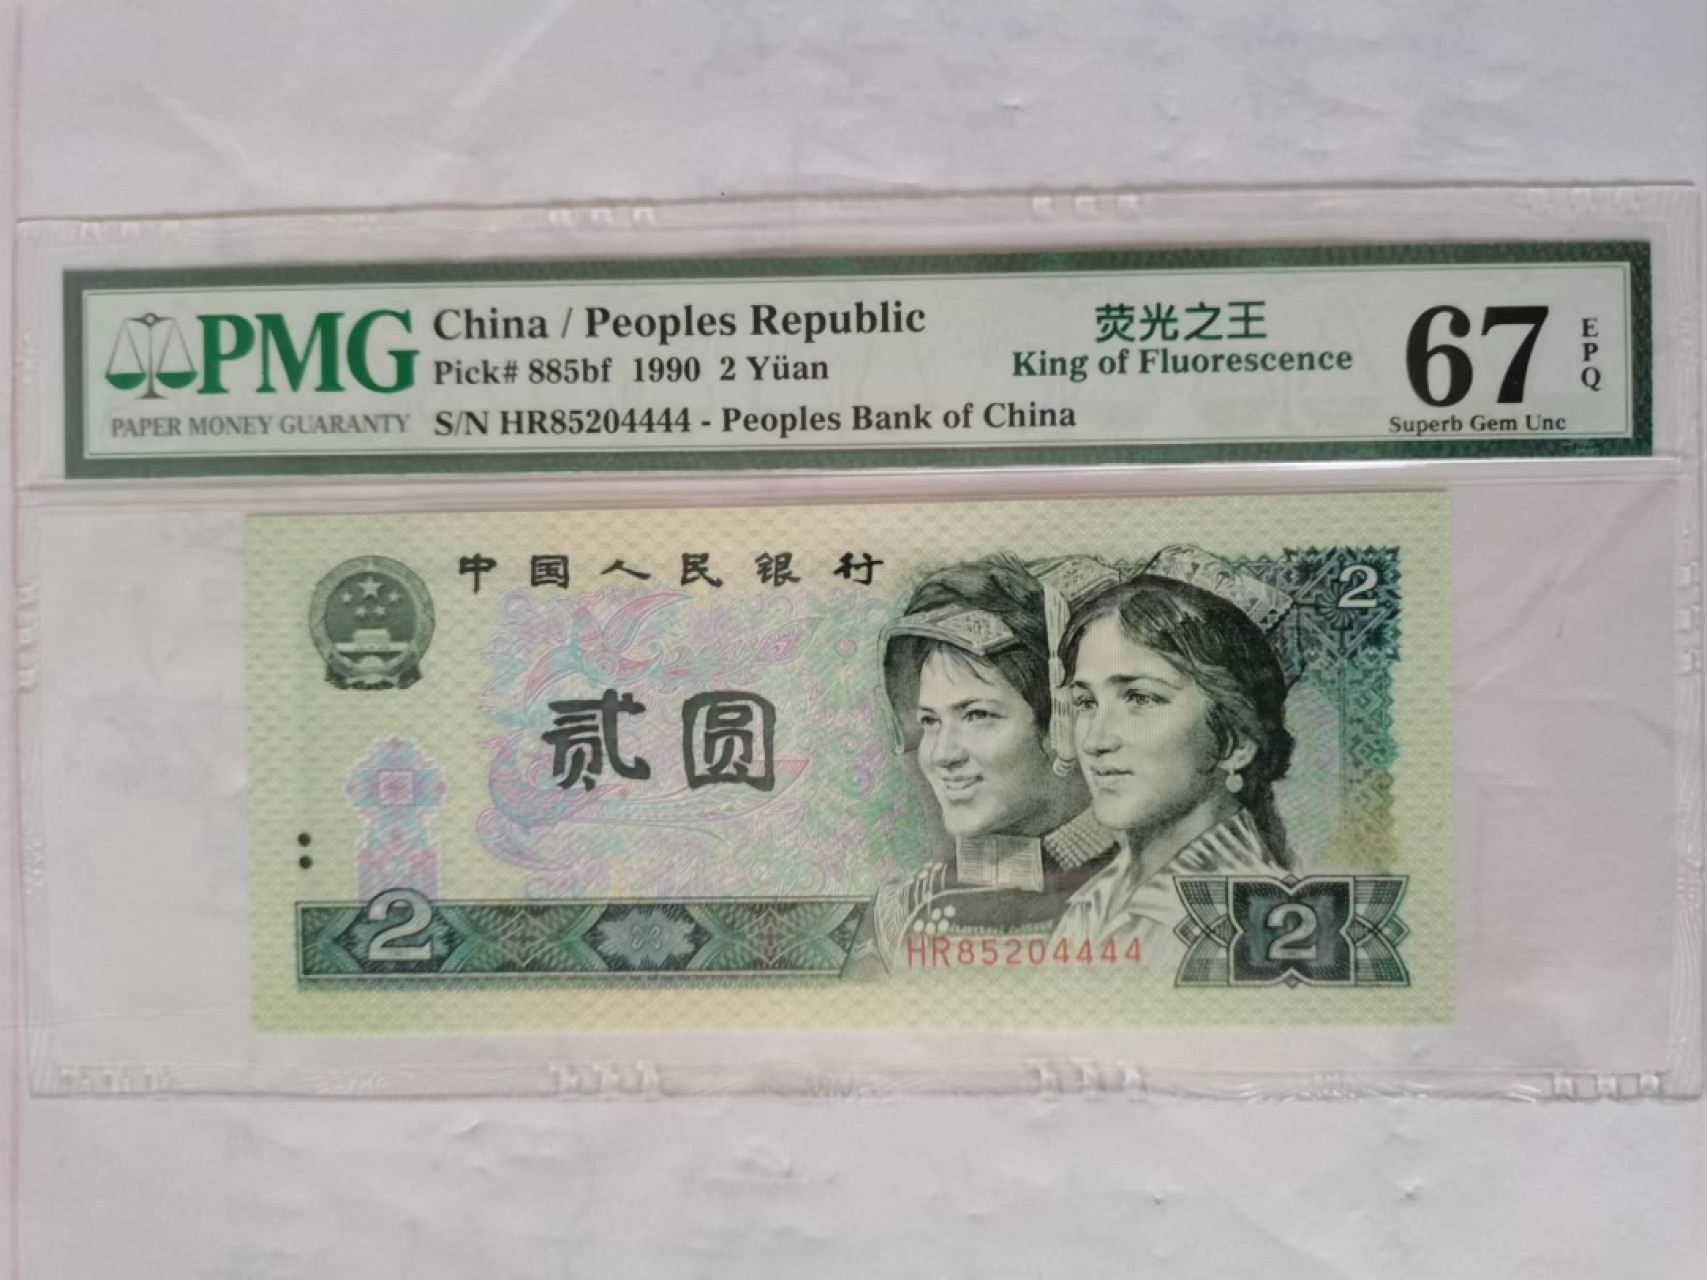 PMG
PAPER MONEY GUARANTY
China / Peoples Republic
Pick# 885bf 1990 2 Yüan
S/N HR85204444 - Peoples Bank of China
荧光之王
King of Fluorescence
67
EPQ
Superb Gem Unc
中国人民银行
2
贰圆
2
HR85204444
2